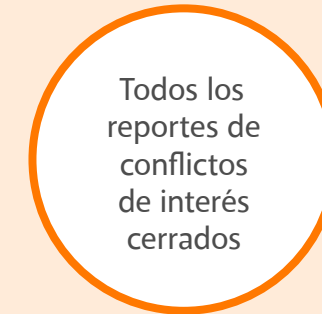 Todos los
reportes de
conflictos
de interés
cerrados